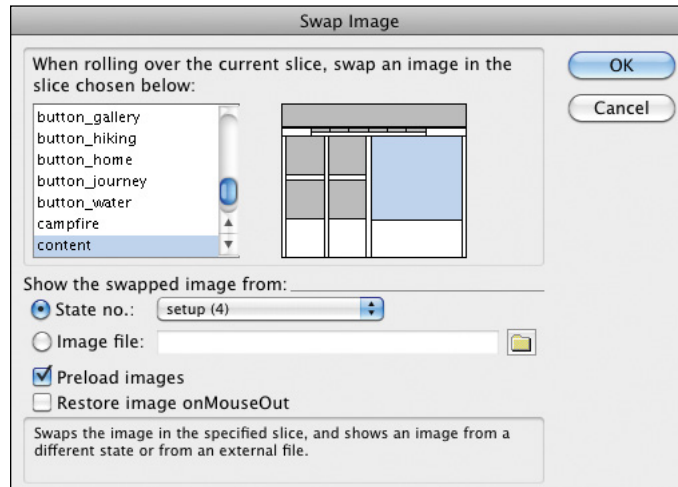 Swap Image
When rolling over the current slice, swap an image in the
slice chosen below:
button_gallery
button_hiking
button_home
button_journey
button_water
campfire
content
OK
Cancel
Show the swapped image from:
State no.: setup (4)
Image file:
Preload images
Restore image onMouseOut
Swaps the image in the specified slice, and shows an image from a
different state or from an external file.